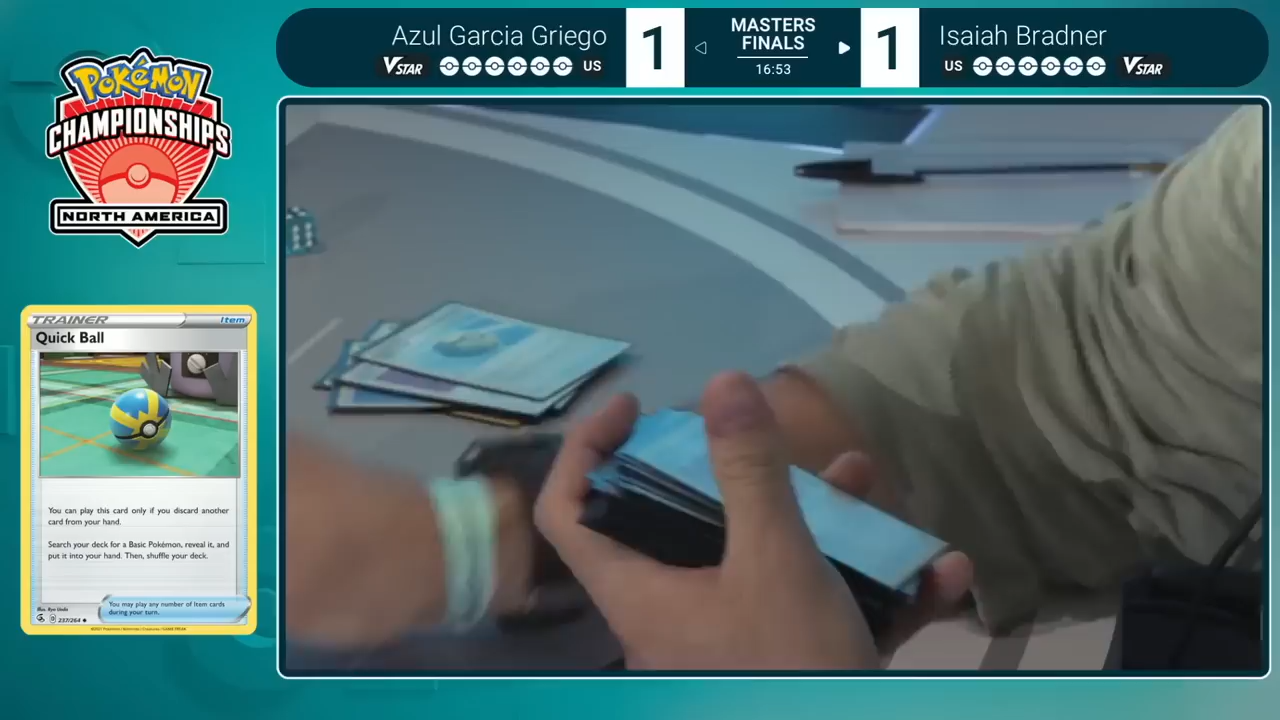 Pokémon
CHAMPIONSHIPS
NORTH AMERICA
Azul Garcia Griego
VSTAR
US
1
MASTERS
FINALS
16:53
1
Isaiah Bradner
US
VSTAR
TRAINER
Item
Quick Ball
You can play this card only if you discard another
card from your hand.
Search your deck for a Basic Pokémon, reveal it, and
put it into your hand. Then, shuffle your deck.
You may play any number of Item cards
during your turn.
Illus. Ryo Ueda
237/264